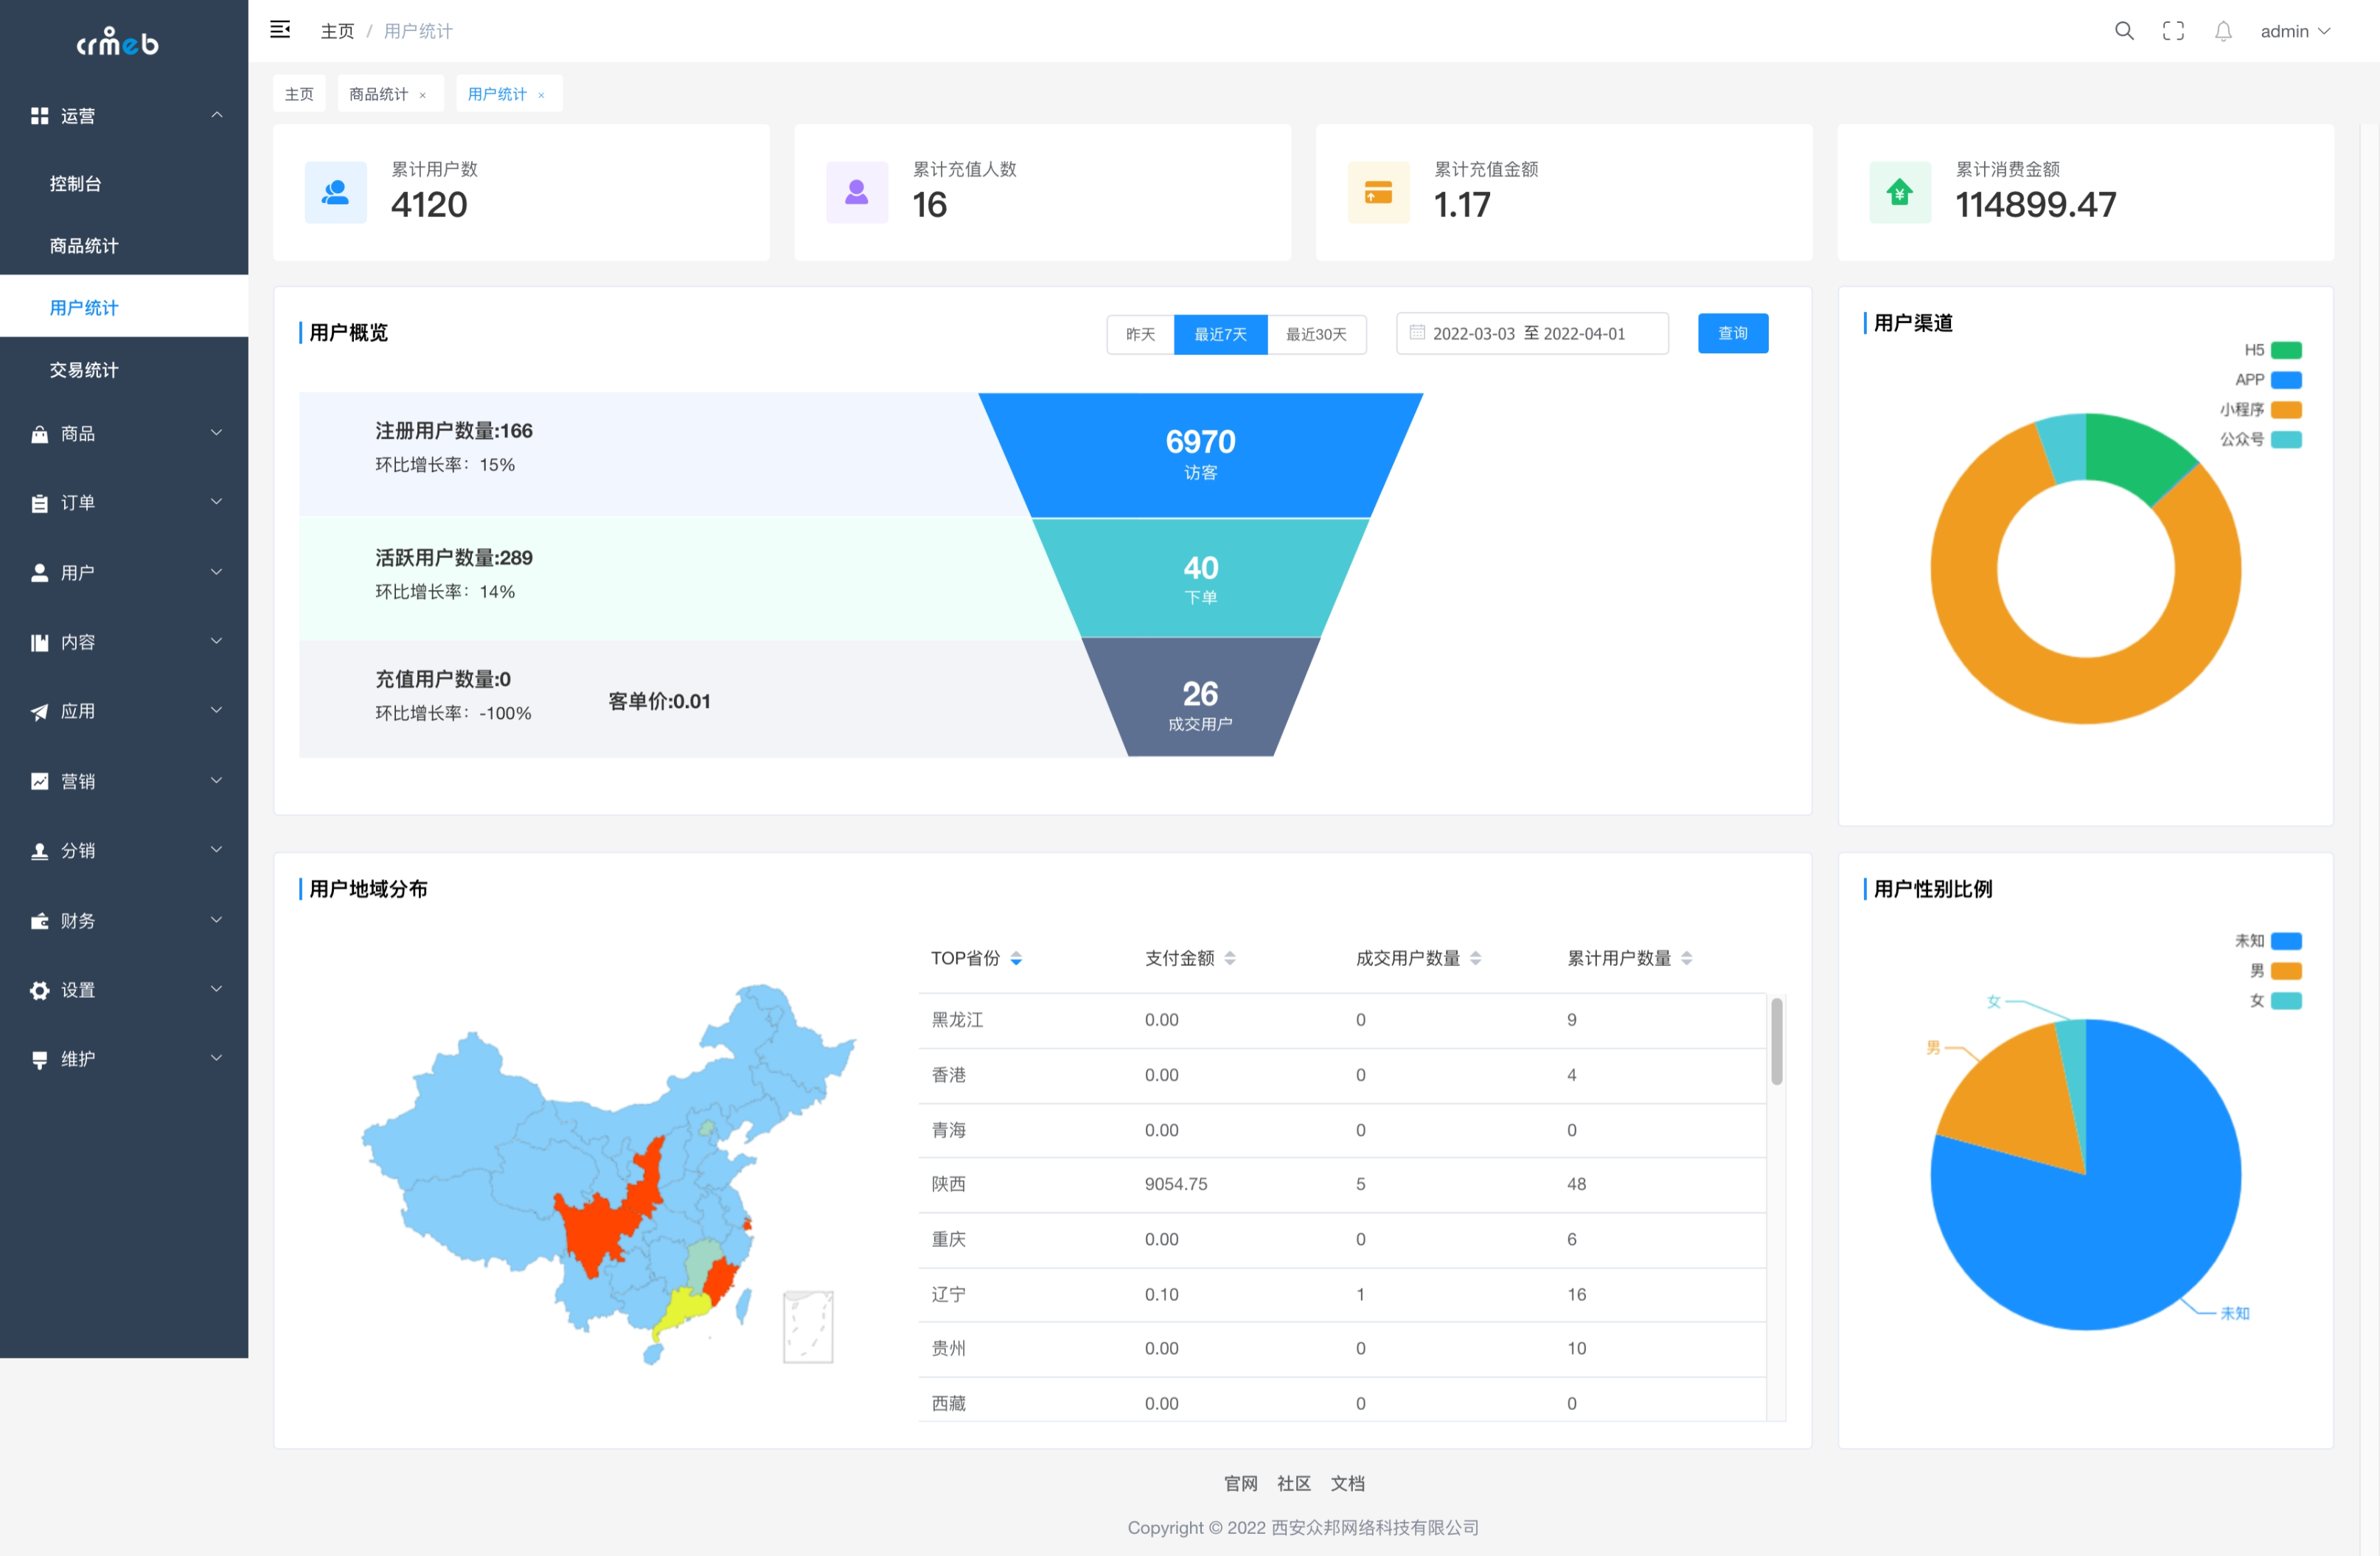 crmeb
运营
控制台
商品统计
用户统计
交易统计
商品
订单
用户
内容
应用
营销
分销
财务
设置
维护
主页 / 用户统计
admin
主页
商品统计 ×
用户统计 ×
累计用户数
4120
累计充值人数
16
累计充值金额
1.17
累计消费金额
114899.47
用户概览
昨天 最近7天 最近30天
2022-03-03 至 2022-04-01
查询
注册用户数量:166
环比增长率：15%
6970
访客
活跃用户数量:289
环比增长率：14%
40
下单
充值用户数量:0
环比增长率：-100%
客单价:0.01
26
成交用户
用户渠道
H5
APP
小程序
公众号
用户地域分布
TOP省份 支付金额 成交用户数量 累计用户数量
黑龙江 0.00 0 9
香港 0.00 0 4
青海 0.00 0 0
陕西 9054.75 5 48
重庆 0.00 0 6
辽宁 0.10 1 16
贵州 0.00 0 10
西藏 0.00 0 0
用户性别比例
未知
男
女
女
男
未知
官网 社区 文档
Copyright © 2022 西安众邦网络科技有限公司